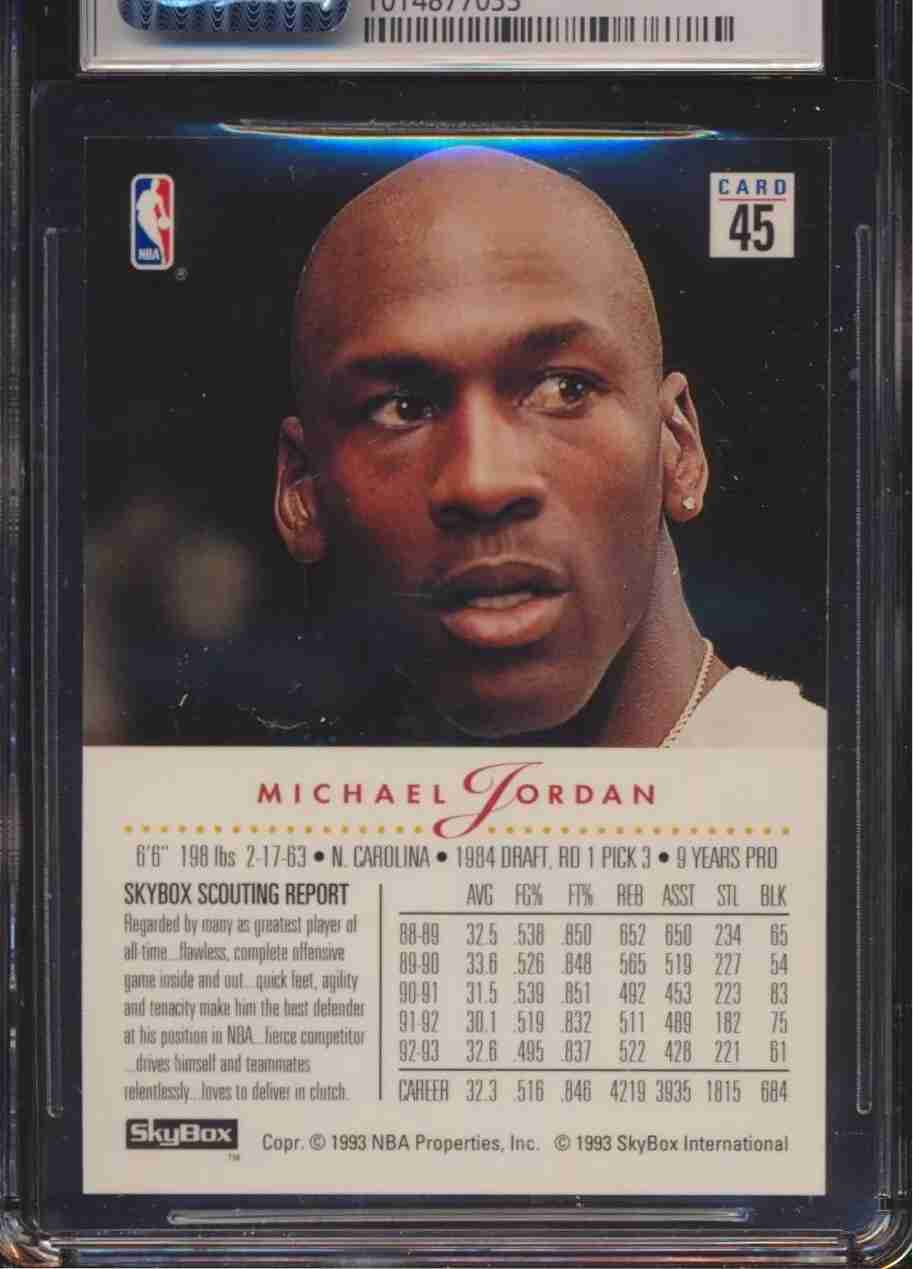 1014877035
NBA
®
CARD
45
MICHAEL JORDAN
6'6" 198 lbs 2-17-63 • N. CAROLINA • 1984 DRAFT, RD 1 PICK 3 • 9 YEARS PRO
SKYBOX SCOUTING REPORT
Regarded by many as greatest player of
all-time...flawless, complete offensive
game inside and out...quick feet, agility
and tenacity make him the best defender
at his position in NBA...fierce competitor
...drives himself and teammates
relentlessly...loves to deliver in clutch.
AVG FG% FT% REB ASST STL BLK
88-89 32.5 .538 .850 652 650 234 65
89-90 33.6 .526 .848 565 519 227 54
90-91 31.5 .539 .851 492 453 223 83
91-92 30.1 .519 .832 511 489 182 75
92-93 32.6 .495 .837 522 428 221 61
CAREER 32.3 .516 .846 4219 3935 1815 684
SkyBox
TM
Copr. © 1993 NBA Properties, Inc. © 1993 SkyBox International